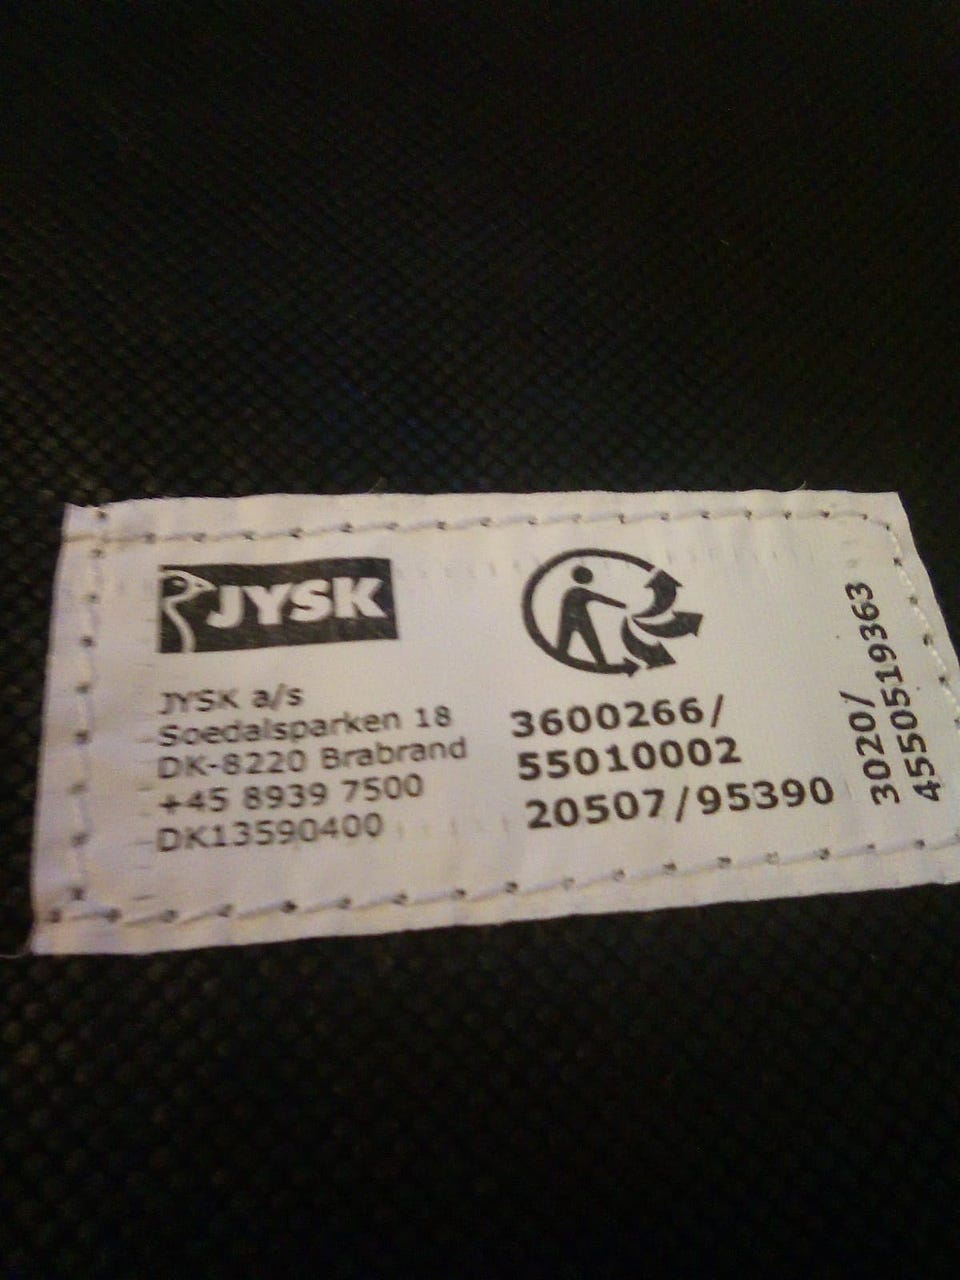 JYSK
JYSK a/s
Soedalsparken 18
DK-8220 Brabrand
+45 8939 7500
DK13590400
3600266/
55010002
20507/95390
3020/
4550519363